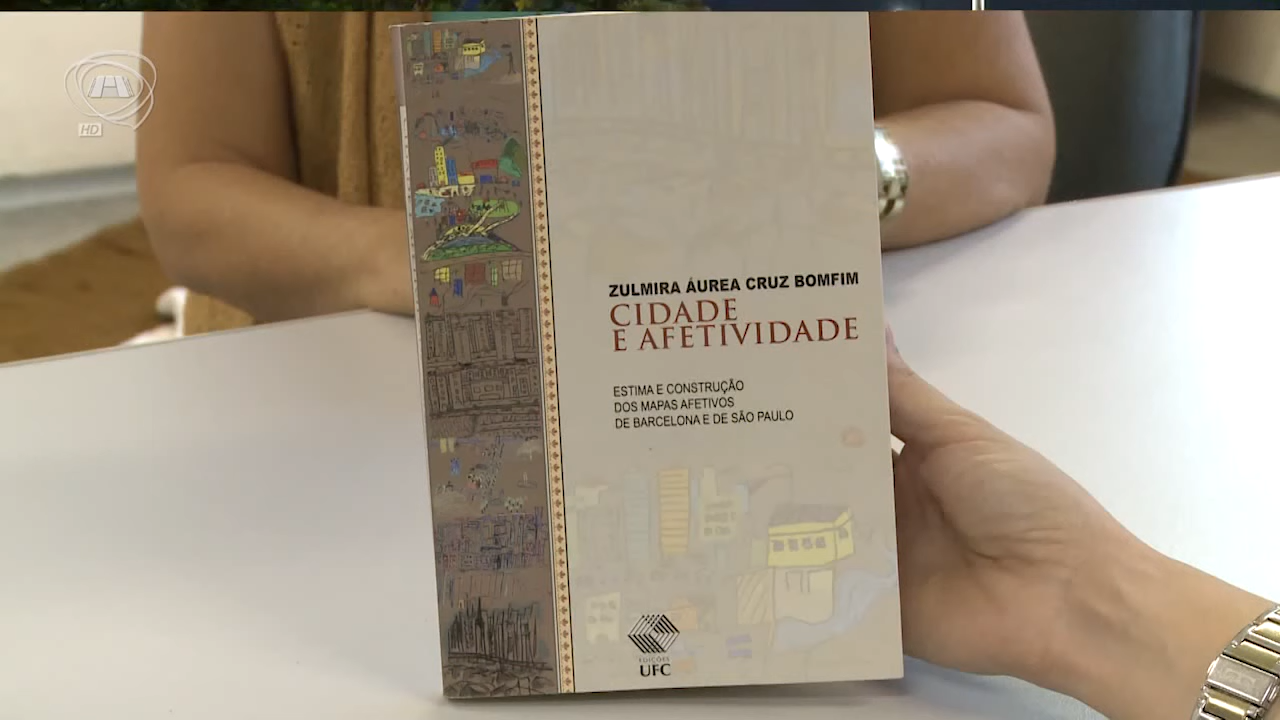 HD
ZULMIRA ÁUREA CRUZ BOMFIM
CIDADE
E AFETIVIDADE
ESTIMA E CONSTRUÇÃO
DOS MAPAS AFETIVOS
DE BARCELONA E DE SÃO PAULO
EDIÇÕES
UFC